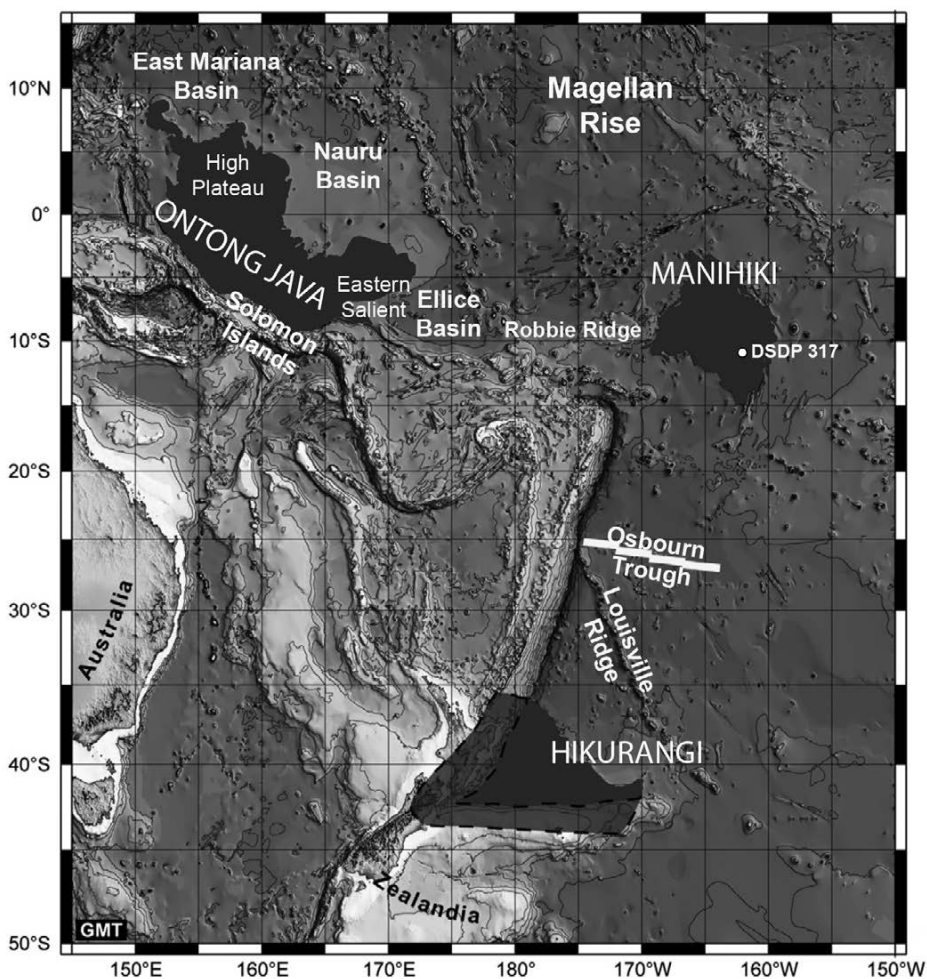 East Mariana
Basin
10°N
Magellan
Rise
High
Plateau
Nauru
Basin
0°
ONTONG JAVA
MANIHIKI
Eastern
Salient
Ellice
Basin
Solomon
Islands
Robbie Ridge
10°S
DSDP 317
20°S
Osbourn
Trough
Australia
30°S
Louisville
Ridge
HIKURANGI
40°S
Zealandia
GMT
50°S
150°E
160°E
170°E
180°
170°W
160°W
150°W